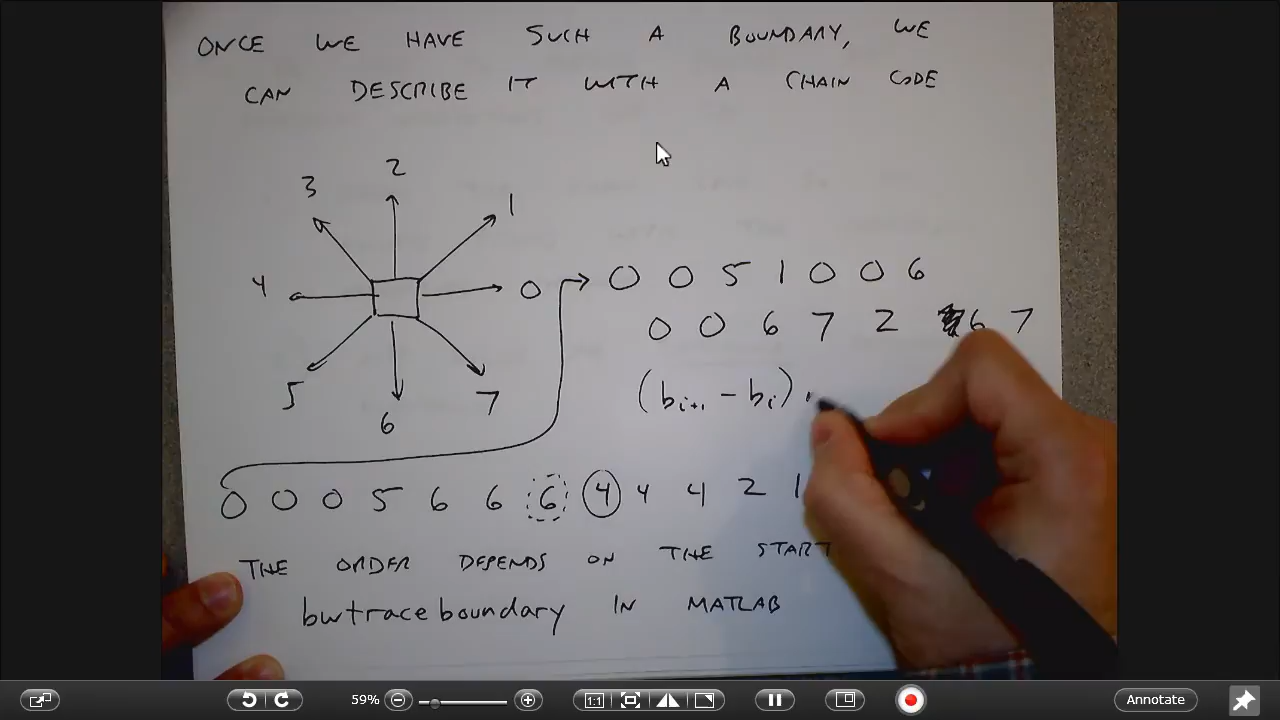 ONCE WE HAVE SUCH A BOUNDARY, WE
CAN DESCRIBE IT WITH A CHAIN CODE
2
3
1
4
0
5
6
7
0 0 5 1 0 0 6
0 0 6 7 2 6 7
(bᵢ₊₁ - bᵢ)
0 0 0 5 6 6 6 4 4 4 2 1
THE ORDER DEPENDS ON THE START
bwtraceboundary IN MATLAB
59%
1:1
Annotate